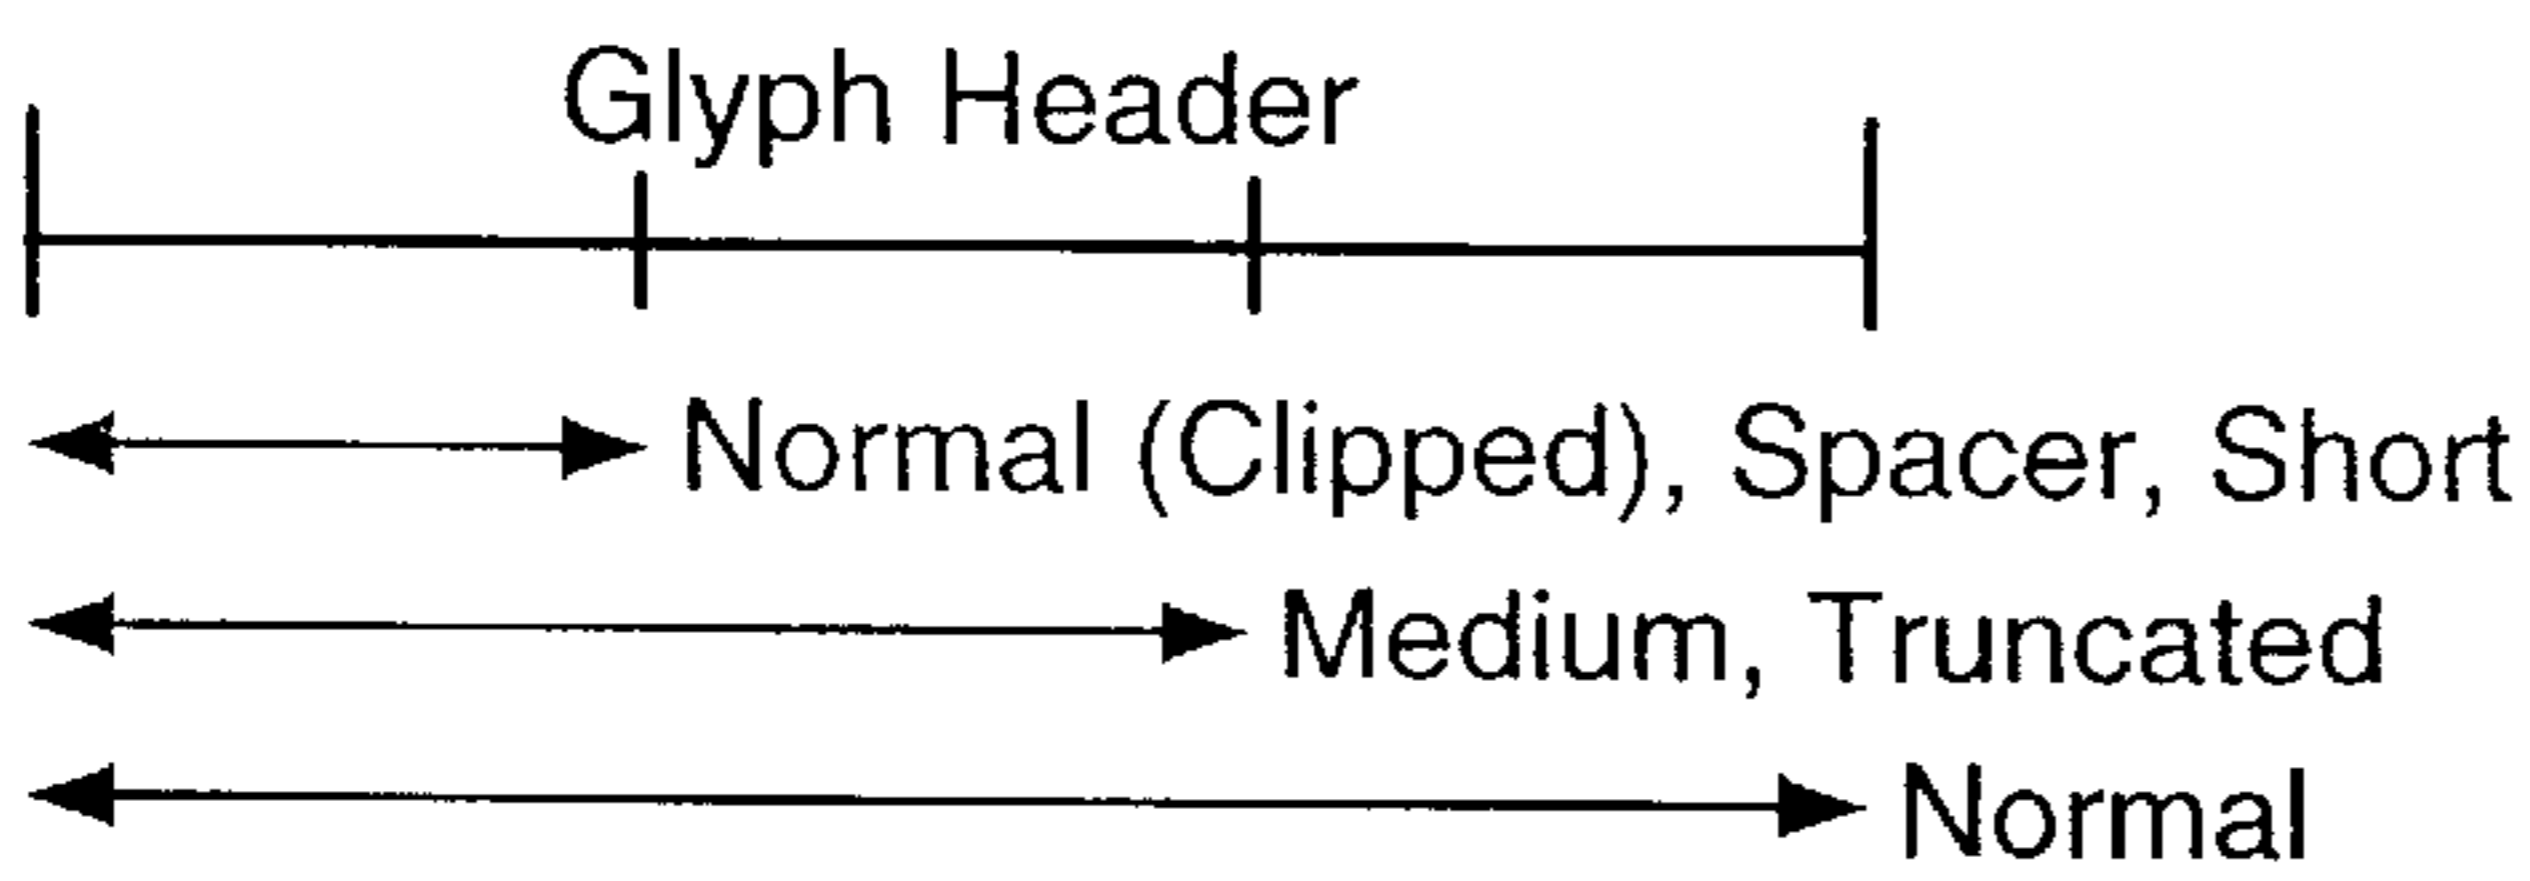 Glyph Header
Normal (Clipped), Spacer, Short
Medium, Truncated
Normal